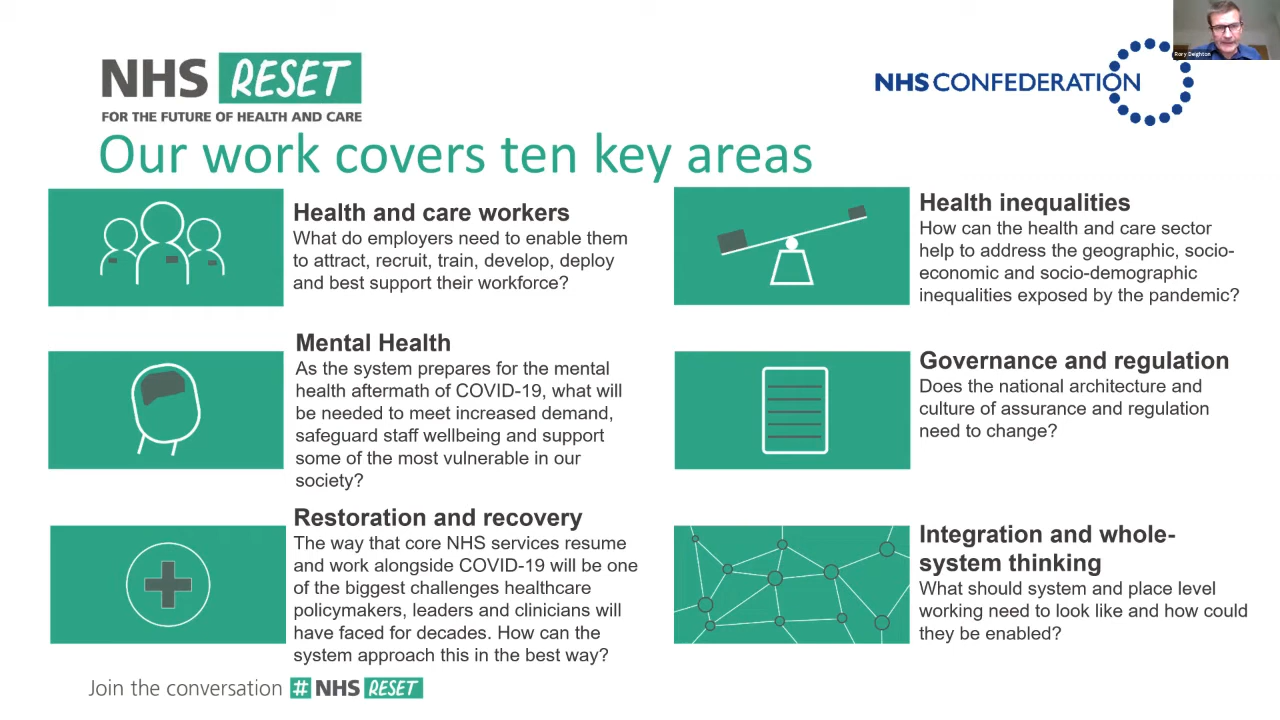 NHS RESET
FOR THE FUTURE OF HEALTH AND CARE
NHS CONFEDERATION
Rory Deighton
Our work covers ten key areas
Health and care workers
What do employers need to enable them
to attract, recruit, train, develop, deploy
and best support their workforce?
Mental Health
As the system prepares for the mental
health aftermath of COVID-19, what will
be needed to meet increased demand,
safeguard staff wellbeing and support
some of the most vulnerable in our
society?
Restoration and recovery
The way that core NHS services resume
and work alongside COVID-19 will be one
of the biggest challenges healthcare
policymakers, leaders and clinicians will
have faced for decades. How can the
system approach this in the best way?
Health inequalities
How can the health and care sector
help to address the geographic, socio-
economic and socio-demographic
inequalities exposed by the pandemic?
Governance and regulation
Does the national architecture and
culture of assurance and regulation
need to change?
Integration and whole-
system thinking
What should system and place level
working need to look like and how could
they be enabled?
Join the conversation # NHS RESET